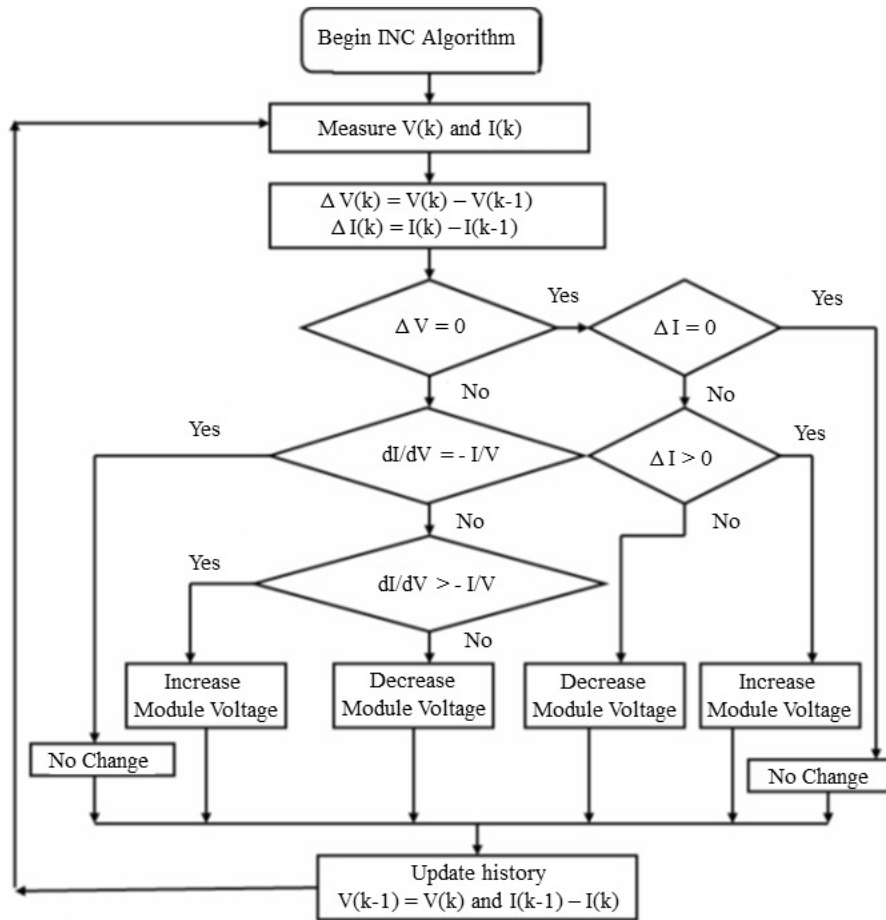 Begin INC Algorithm
Measure V(k) and I(k)
Δ V(k) = V(k) – V(k-1)
Δ I(k) = I(k) – I(k-1)
Δ V = 0
Yes
Δ I = 0
Yes
No
No
Yes
dI/dV = - I/V
Δ I > 0
Yes
No
No
Yes
dI/dV > - I/V
No
Increase
Module Voltage
Decrease
Module Voltage
Decrease
Module Voltage
Increase
Module Voltage
No Change
No Change
Update history
V(k-1) = V(k) and I(k-1) – I(k)